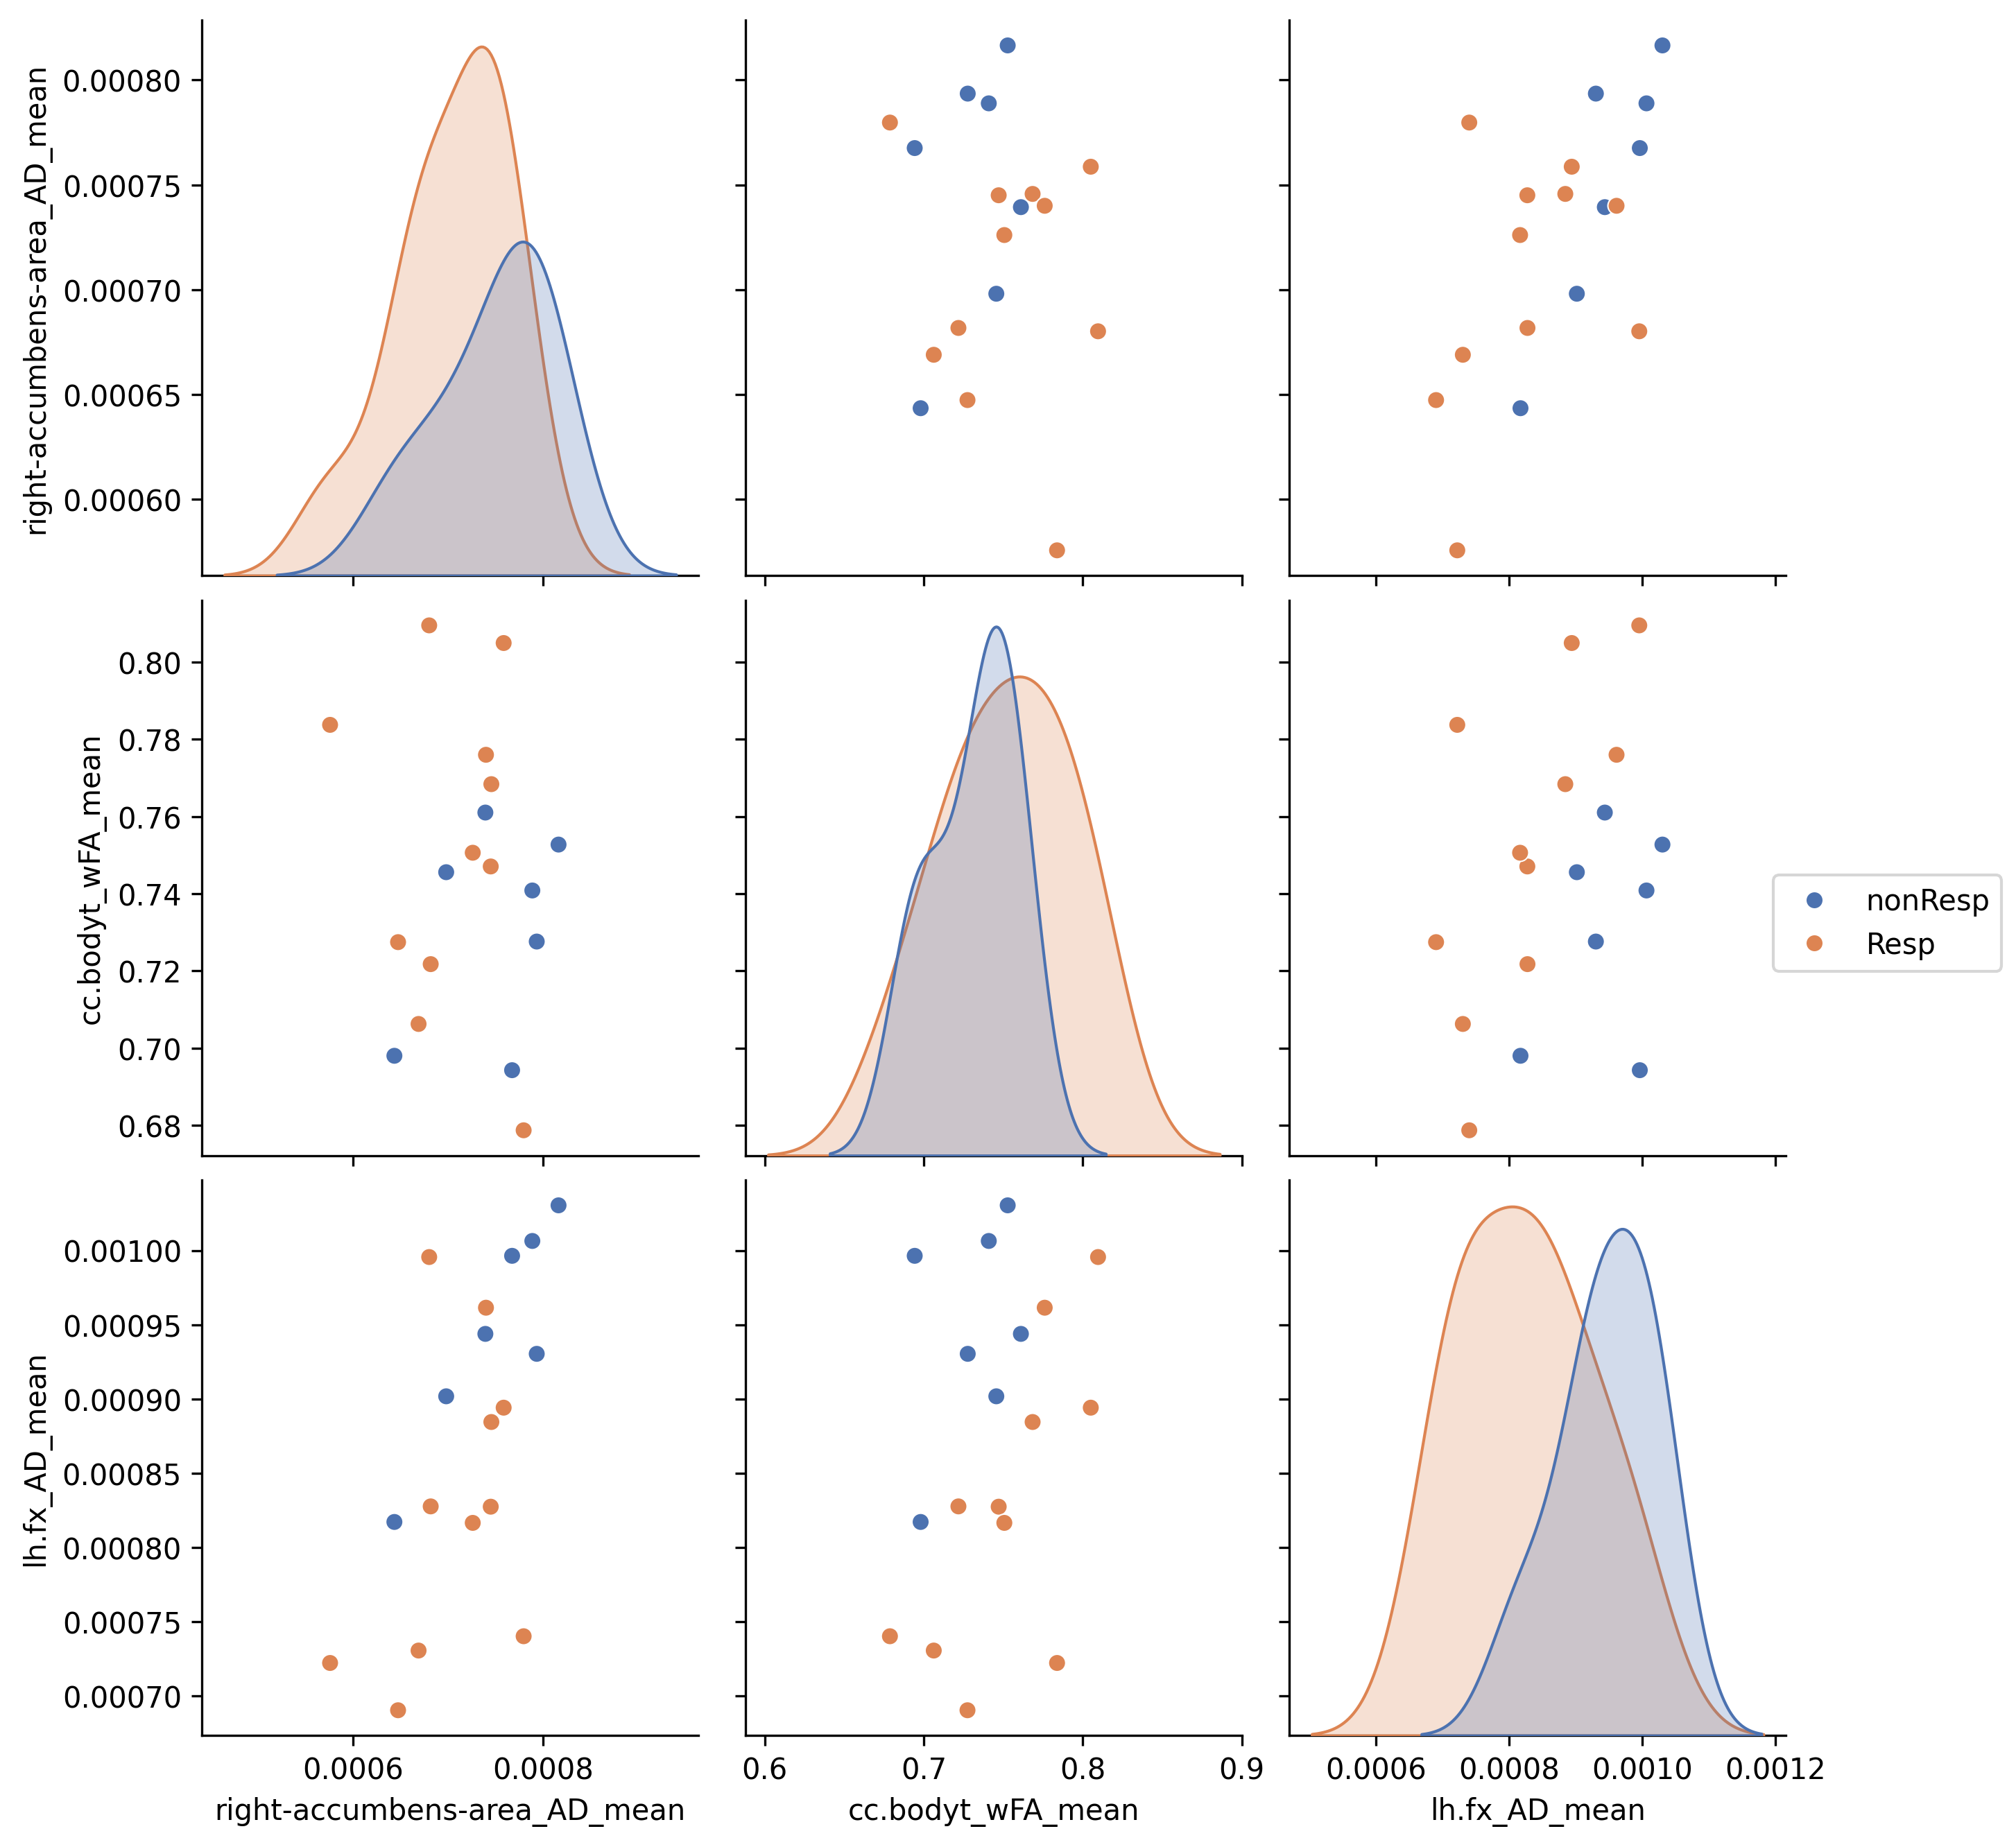 right-accumbens-area_AD_mean
0.00080
0.00075
0.00070
0.00065
0.00060
cc.bodyt_wFA_mean
0.80
0.78
0.76
0.74
0.72
0.70
0.68
nonResp
Resp
lh.fx_AD_mean
0.00100
0.00095
0.00090
0.00085
0.00080
0.00075
0.00070
0.0006 0.0008
0.6 0.7 0.8 0.9
0.0006 0.0008 0.0010 0.0012
right-accumbens-area_AD_mean
cc.bodyt_wFA_mean
lh.fx_AD_mean